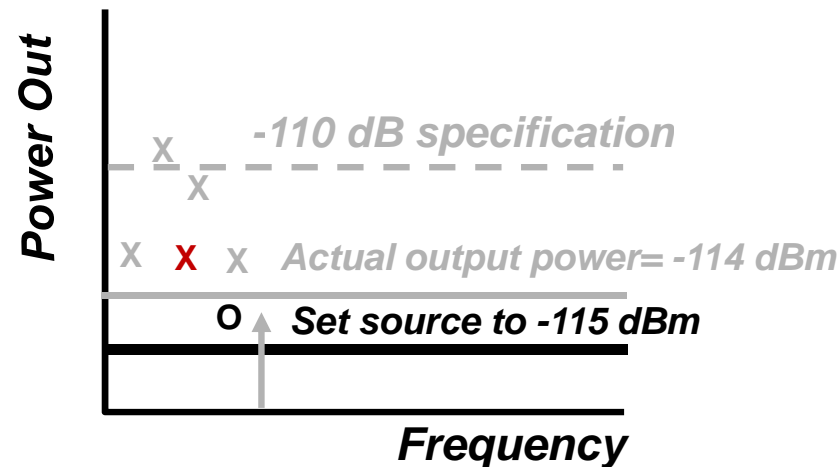 Power Out
-110 dB specification
X
X
X X X Actual output power= -114 dBm
O Set source to -115 dBm
Frequency